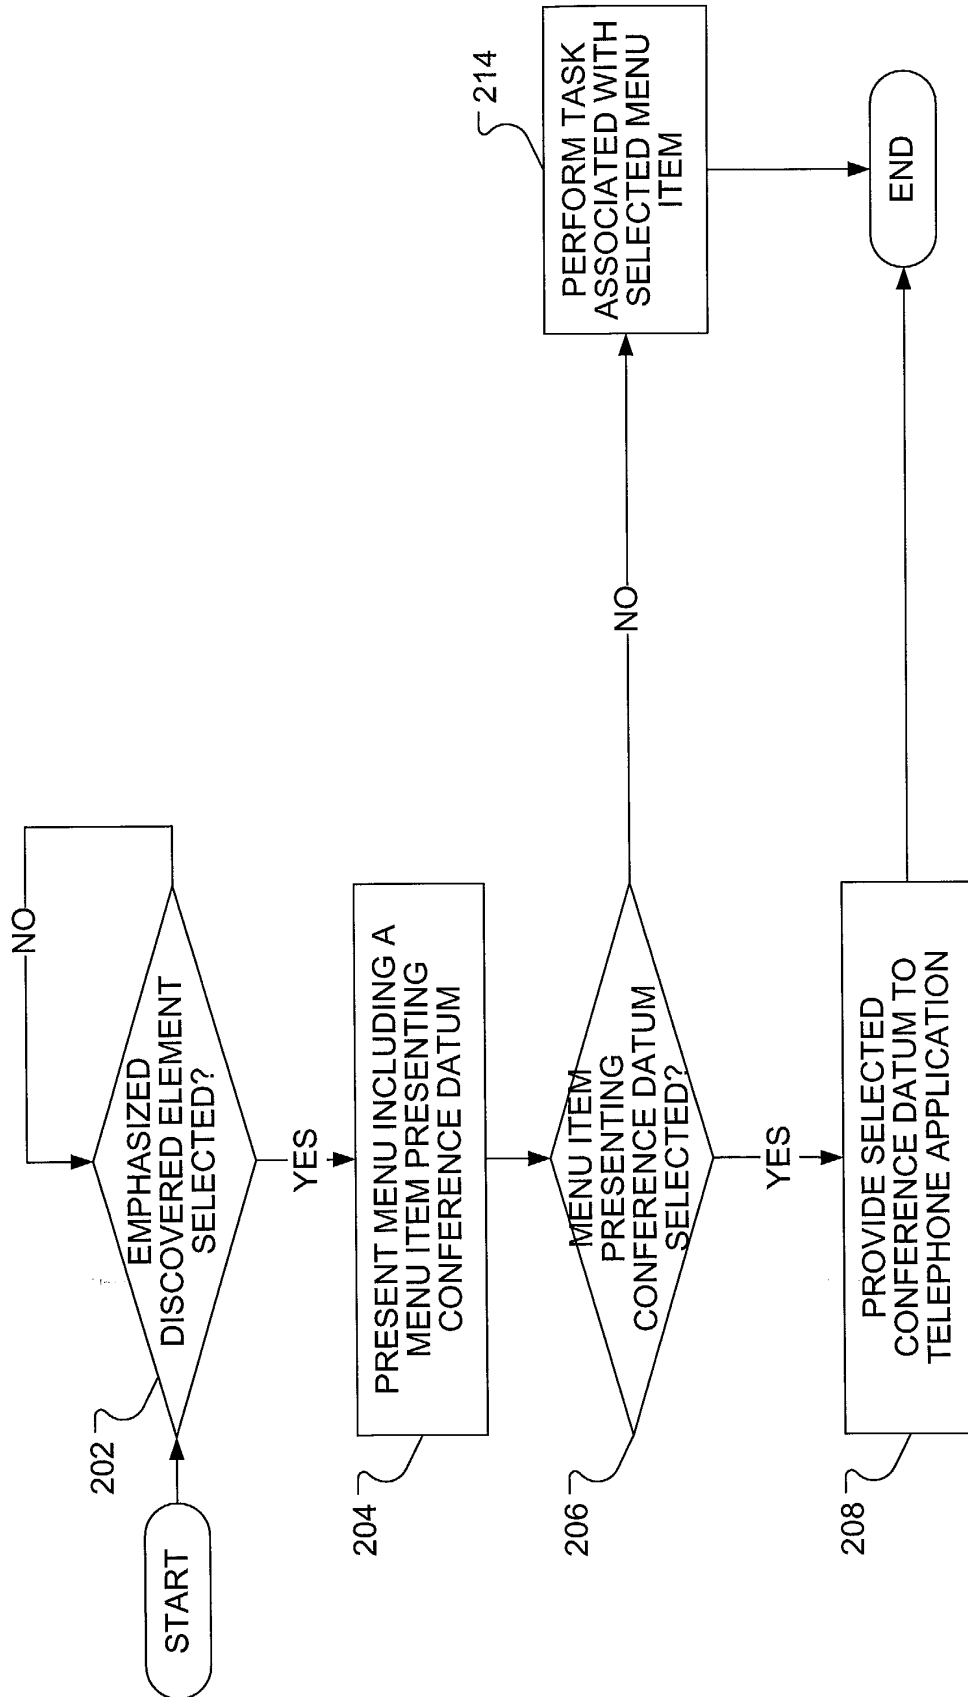 START
202
EMPHASIZED
DISCOVERED ELEMENT
SELECTED?
NO
YES
204
PRESENT MENU INCLUDING A
MENU ITEM PRESENTING
CONFERENCE DATUM
206
MENU ITEM
PRESENTING
CONFERENCE DATUM
SELECTED?
NO
214
PERFORM TASK
ASSOCIATED WITH
SELECTED MENU
ITEM
YES
208
PROVIDE SELECTED
CONFERENCE DATUM TO
TELEPHONE APPLICATION
END